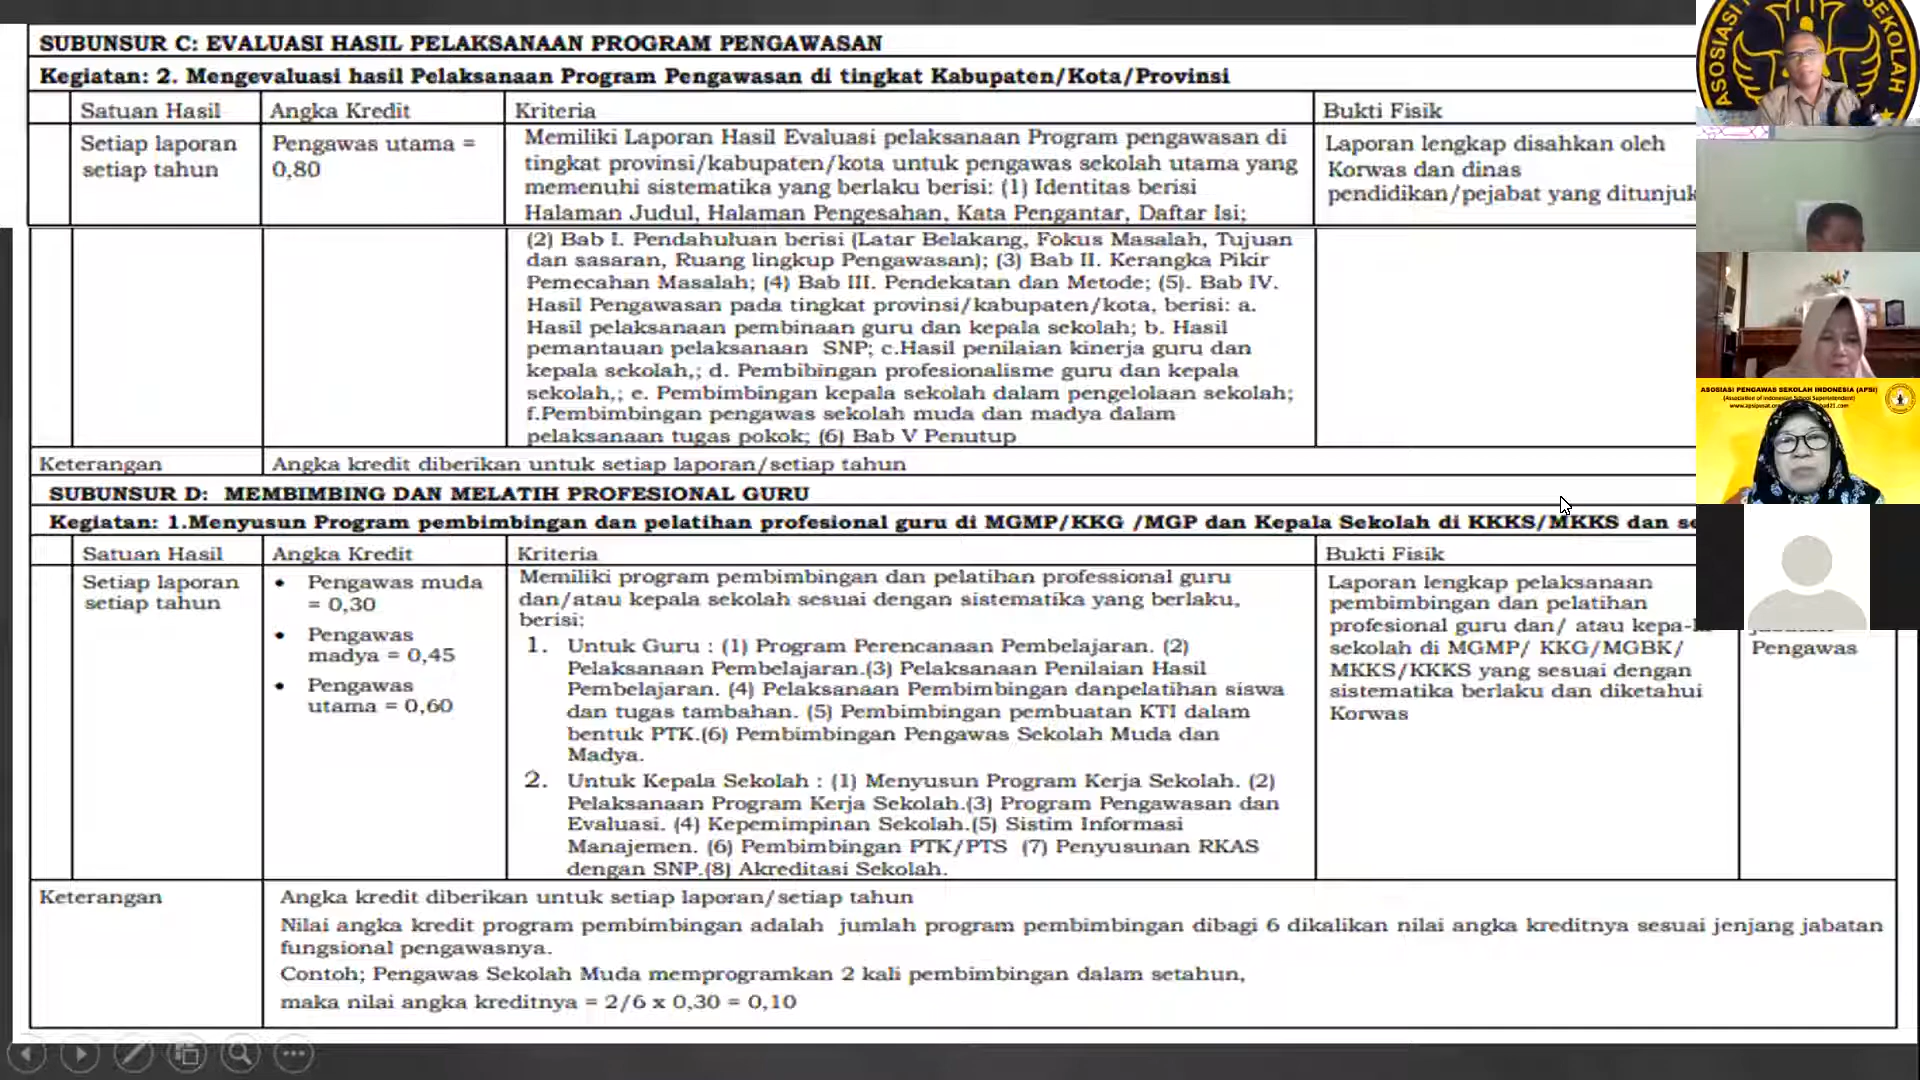 SUBUNSUR C: EVALUASI HASIL PELAKSANAAN PROGRAM PENGAWASAN
Kegiatan: 2. Mengevaluasi hasil Pelaksanaan Program Pengawasan di tingkat Kabupaten/Kota/Provinsi
Satuan Hasil
Angka Kredit
Kriteria
Bukti Fisik
Setiap laporan
setiap tahun
Pengawas utama =
0,80
Memiliki Laporan Hasil Evaluasi pelaksanaan Program pengawasan di
tingkat provinsi/kabupaten/kota untuk pengawas sekolah utama yang
memenuhi sistematika yang berlaku berisi: (1) Identitas berisi
Halaman Judul, Halaman Pengesahan, Kata Pengantar, Daftar Isi;
(2) Bab I. Pendahuluan berisi (Latar Belakang, Fokus Masalah, Tujuan
dan sasaran, Ruang lingkup Pengawasan); (3) Bab II. Kerangka Pikir
Pemecahan Masalah; (4) Bab III. Pendekatan dan Metode; (5). Bab IV.
Hasil Pengawasan pada tingkat provinsi/kabupaten/kota, berisi: a.
Hasil pelaksanaan pembinaan guru dan kepala sekolah; b. Hasil
pemantauan pelaksanaan SNP; c.Hasil penilaian kinerja guru dan
kepala sekolah,; d. Pembibingan profesionalisme guru dan kepala
sekolah,; e. Pembimbingan kepala sekolah dalam pengelolaan sekolah;
f.Pembimbingan pengawas sekolah muda dan madya dalam
pelaksanaan tugas pokok; (6) Bab V Penutup
Laporan lengkap disahkan oleh
Korwas dan dinas
pendidikan/pejabat yang ditunjuk
Keterangan
Angka kredit diberikan untuk setiap laporan/setiap tahun
SUBUNSUR D: MEMBIMBING DAN MELATIH PROFESIONAL GURU
Kegiatan: 1.Menyusun Program pembimbingan dan pelatihan profesional guru di MGMP/KKG /MGP dan Kepala Sekolah di KKKS/MKKS dan se
Satuan Hasil
Angka Kredit
Kriteria
Bukti Fisik
Setiap laporan
setiap tahun
• Pengawas muda
= 0,30
• Pengawas
madya = 0,45
• Pengawas
utama = 0,60
Memiliki program pembimbingan dan pelatihan professional guru
dan/atau kepala sekolah sesuai dengan sistematika yang berlaku,
berisi:
1. Untuk Guru : (1) Program Perencanaan Pembelajaran. (2)
Pelaksanaan Pembelajaran.(3) Pelaksanaan Penilaian Hasil
Pembelajaran. (4) Pelaksanaan Pembimbingan danpelatihan siswa
dan tugas tambahan. (5) Pembimbingan pembuatan KTI dalam
bentuk PTK.(6) Pembimbingan Pengawas Sekolah Muda dan
Madya.
2. Untuk Kepala Sekolah : (1) Menyusun Program Kerja Sekolah. (2)
Pelaksanaan Program Kerja Sekolah.(3) Program Pengawasan dan
Evaluasi. (4) Kepemimpinan Sekolah.(5) Sistim Informasi
Manajemen. (6) Pembimbingan PTK/PTS (7) Penyusunan RKAS
dengan SNP.(8) Akreditasi Sekolah.
Laporan lengkap pelaksanaan
pembimbingan dan pelatihan
profesional guru dan/ atau kepa-
sekolah di MGMP/ KKG/MGBK/
MKKS/KKKS yang sesuai dengan
sistematika berlaku dan diketahui
Korwas
Pengawas
Keterangan
Angka kredit diberikan untuk setiap laporan/setiap tahun
Nilai angka kredit program pembimbingan adalah jumlah program pembimbingan dibagi 6 dikalikan nilai angka kreditnya sesuai jenjang jabatan
fungsional pengawasnya.
Contoh; Pengawas Sekolah Muda memprogramkan 2 kali pembimbingan dalam setahun,
maka nilai angka kreditnya = 2/6 x 0,30 = 0,10
ASOSIASI
SEKOLAH
ASOSIASI PENGAWAS SEKOLAH INDONESIA (APSI)
(Association of Indonesian School Superintendent)